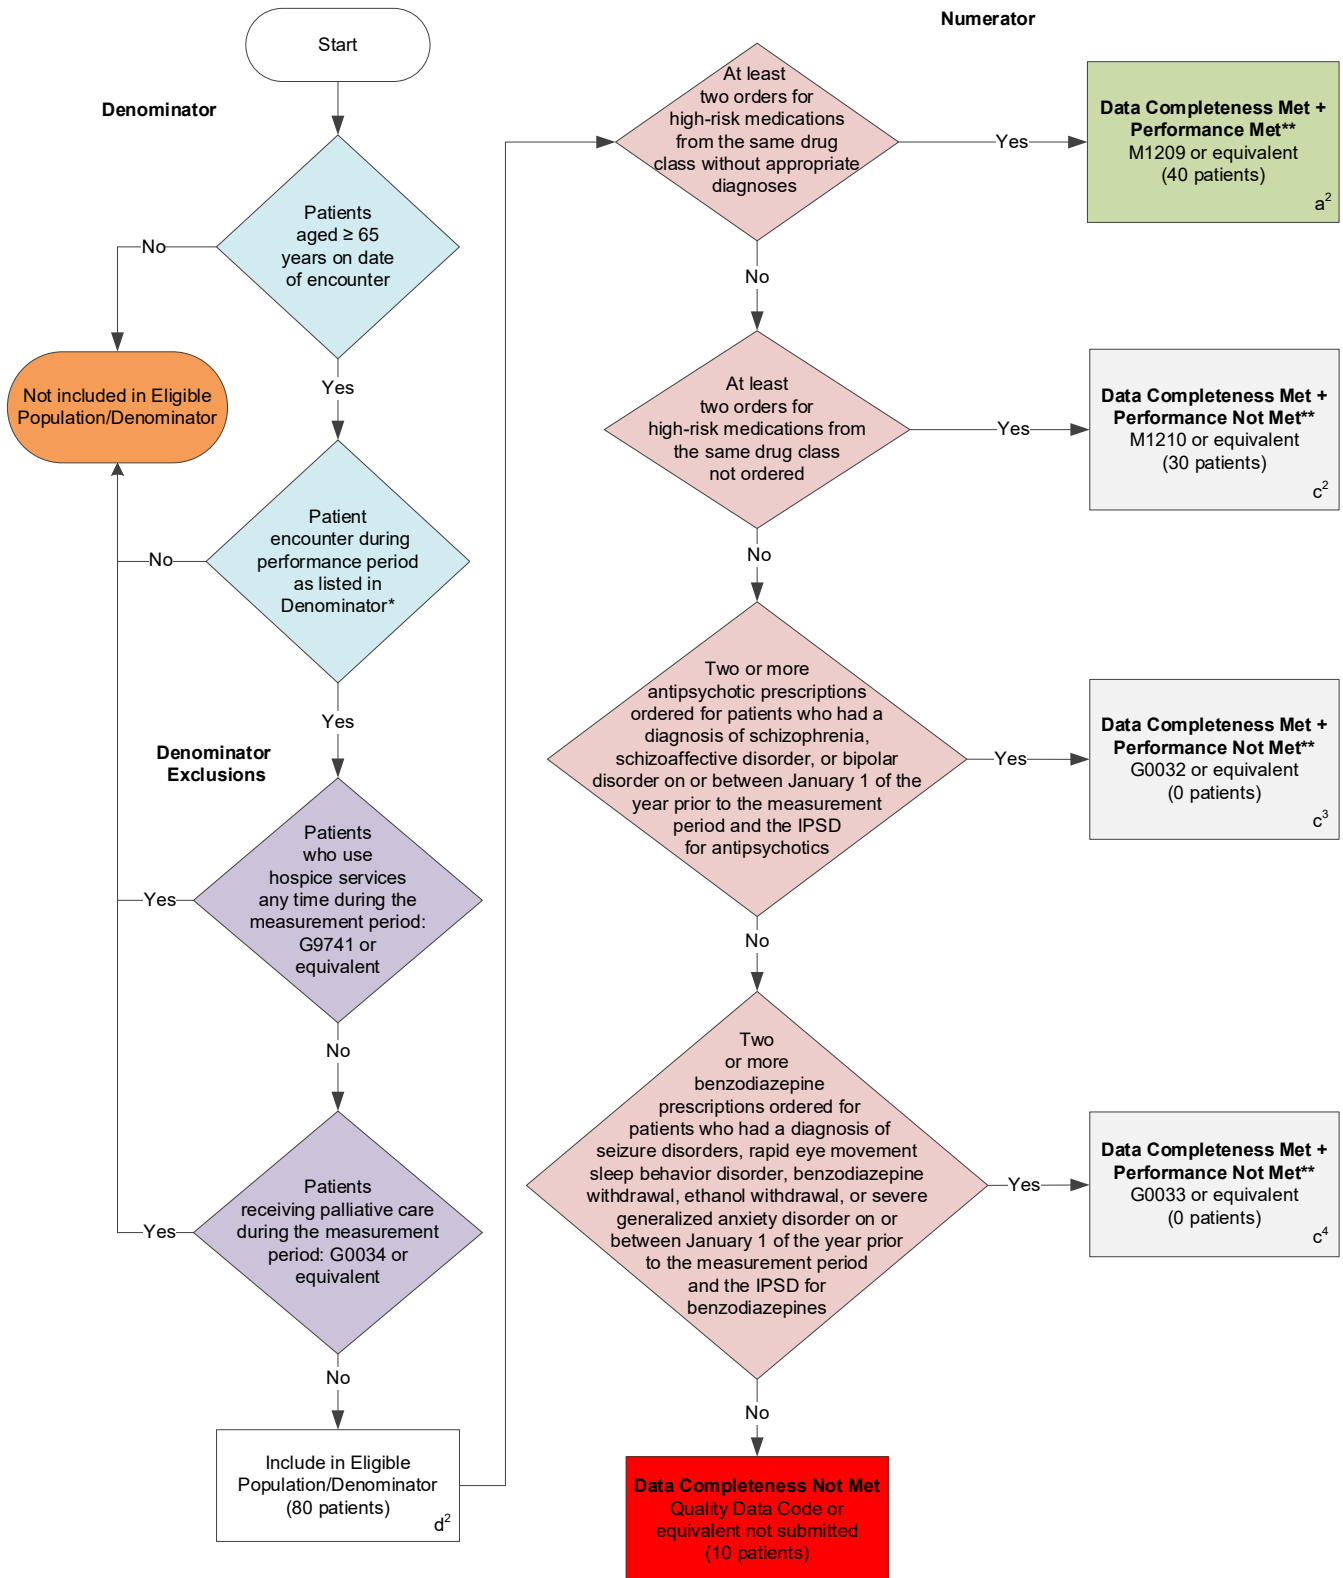 Start
Denominator
Patients
aged ≥ 65
years on date
of encounter
No
Not included in Eligible
Population/Denominator
Yes
Patient
encounter during
performance period
as listed in
Denominator*
No
Yes
Denominator
Exclusions
Patients
who use
hospice services
any time during the
measurement period:
G9741 or
equivalent
Yes
No
Patients
receiving palliative care
during the measurement
period: G0034 or
equivalent
Yes
No
Include in Eligible
Population/Denominator
(80 patients)
d²
Numerator
At least
two orders for
high-risk medications
from the same drug
class without appropriate
diagnoses
Yes
Data Completeness Met +
Performance Met**
M1209 or equivalent
(40 patients)
a²
No
At least
two orders for
high-risk medications from
the same drug class
not ordered
Yes
Data Completeness Met +
Performance Not Met**
M1210 or equivalent
(30 patients)
c²
No
Two or more
antipsychotic prescriptions
ordered for patients who had a
diagnosis of schizophrenia,
schizoaffective disorder, or bipolar
disorder on or between January 1 of the
year prior to the measurement
period and the IPSD
for antipsychotics
Yes
Data Completeness Met +
Performance Not Met**
G0032 or equivalent
(0 patients)
c³
No
Two
or more
benzodiazepine
prescriptions ordered for
patients who had a diagnosis of
seizure disorders, rapid eye movement
sleep behavior disorder, benzodiazepine
withdrawal, ethanol withdrawal, or severe
generalized anxiety disorder on or
between January 1 of the year prior
to the measurement period
and the IPSD for
benzodiazepines
Yes
Data Completeness Met +
Performance Not Met**
G0033 or equivalent
(0 patients)
c⁴
No
Data Completeness Not Met
Quality Data Code or
equivalent not submitted
(10 patients)